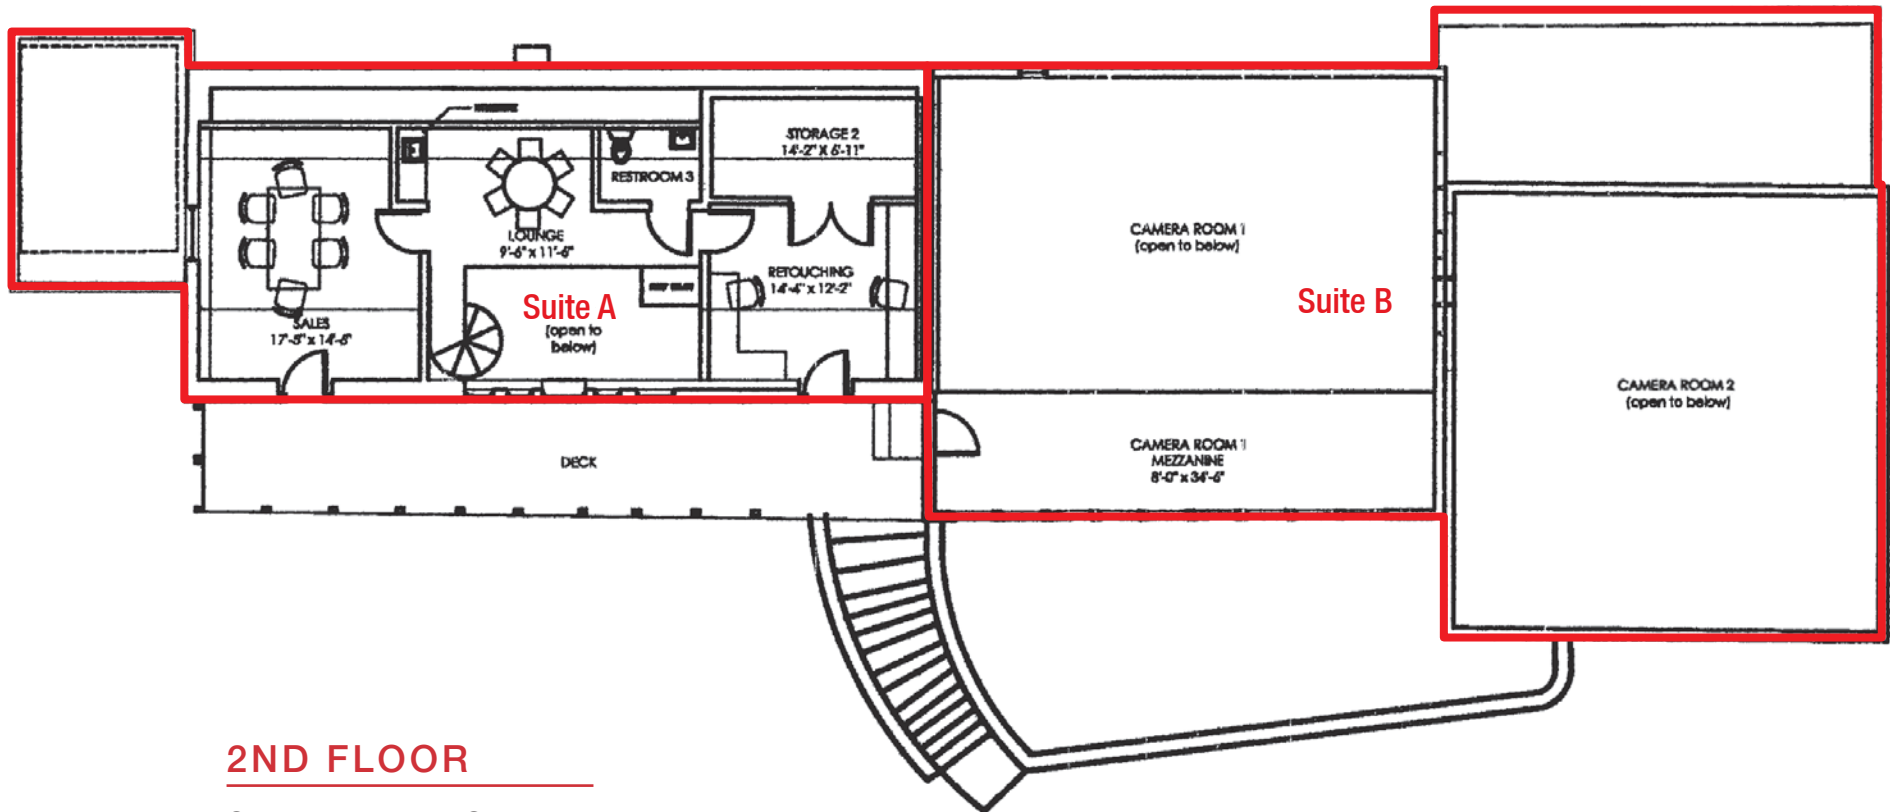 STORAGE 2
14'-2" X 6'-11"
RESTROOM 3
LOUNGE
9'-6" x 11'-6"
RETOUCHING
14'-4" x 12'-2"
Suite A
(open to
below)
SALES
17'-5" x 14'-6"
DECK
CAMERA ROOM 1
(open to below)
Suite B
CAMERA ROOM 1
MEZZANINE
8'-0" x 34'-6"
CAMERA ROOM 2
(open to below)
2ND FLOOR